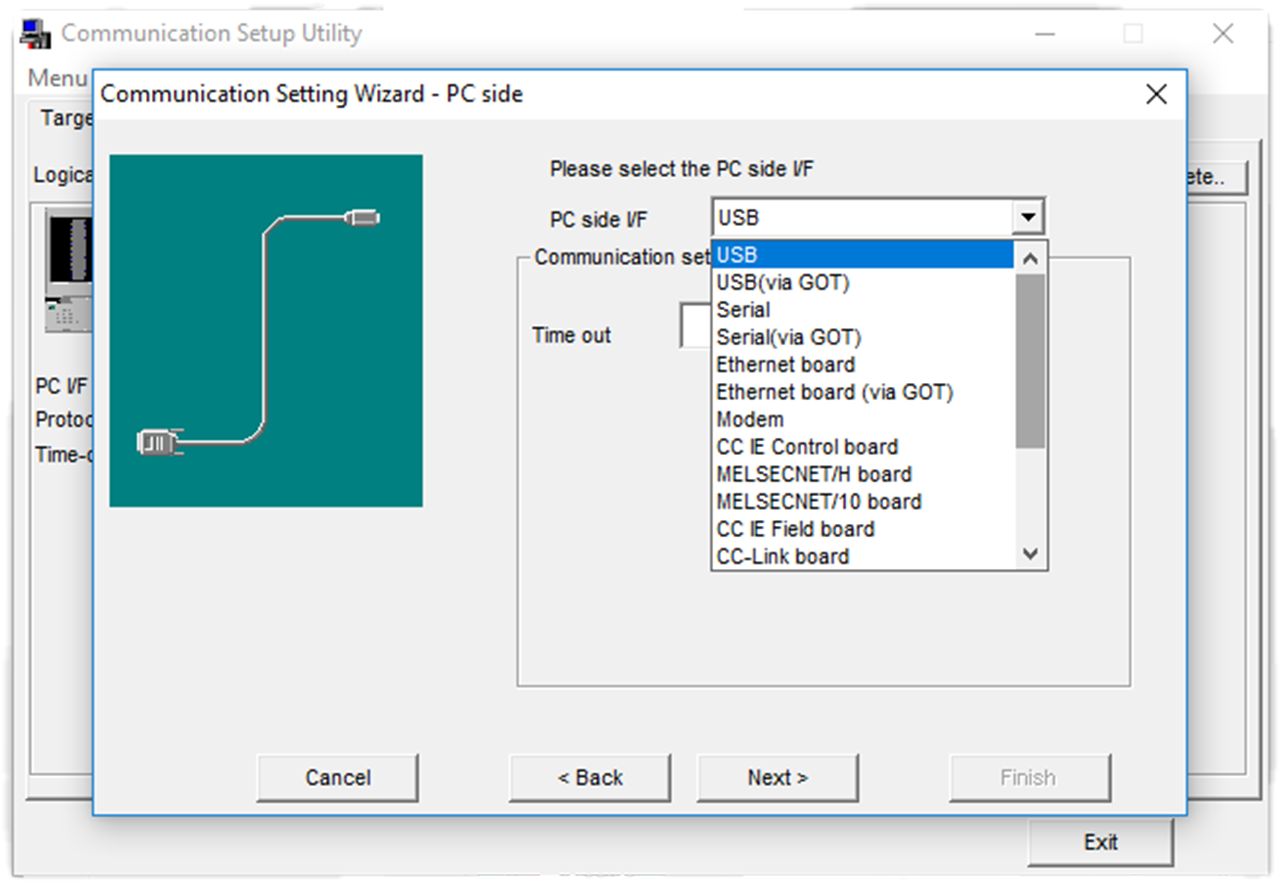 Communication Setup Utility
Menu
Communication Setting Wizard - PC side
Please select the PC side I/F
PC side I/F
USB
Communication set
Time out
USB
USB(via GOT)
Serial
Serial(via GOT)
Ethernet board
Ethernet board (via GOT)
Modem
CC IE Control board
MELSECNET/H board
MELSECNET/10 board
CC IE Field board
CC-Link board
Targe
Logica
ete..
PC I/F
Protoc
Time-o
Cancel
< Back
Next >
Finish
Exit